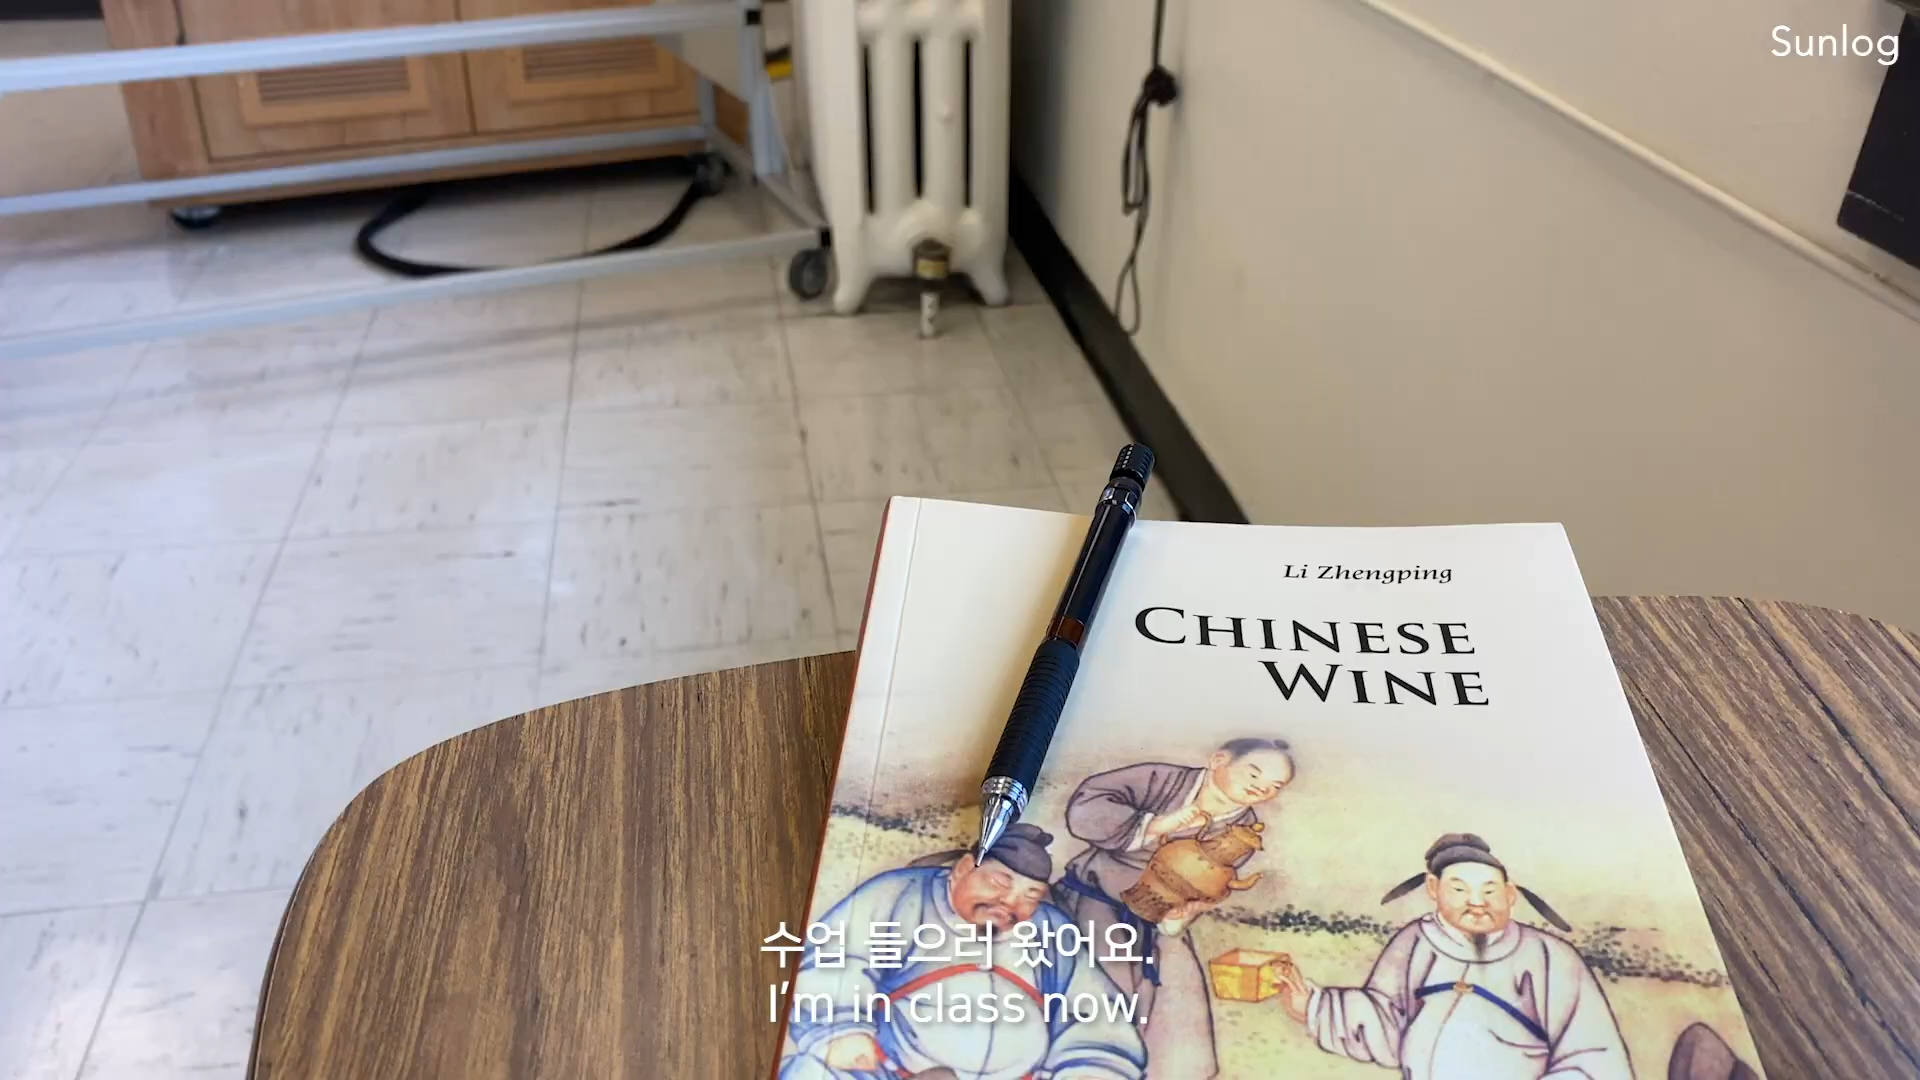 Sunlog
Li Zhengping
CHINESE
WINE
수업 들으러 왔어요.
I'm in class now.